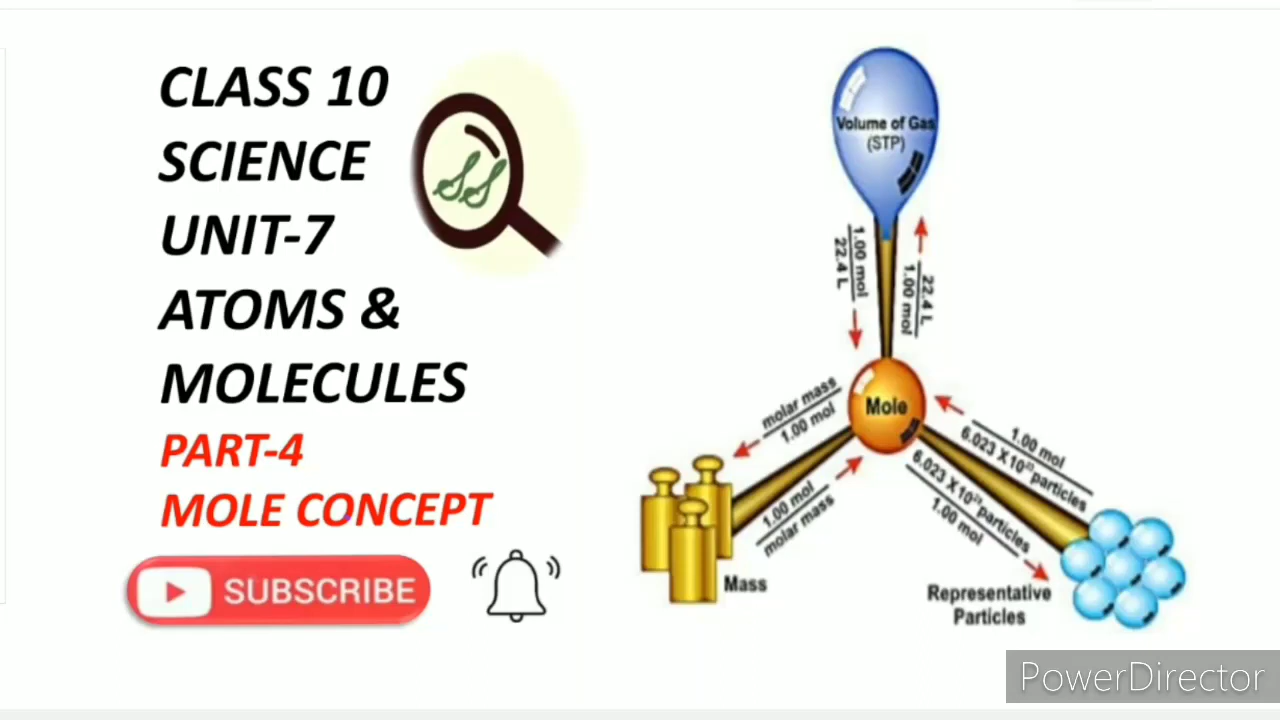 CLASS 10
SCIENCE
UNIT-7
ATOMS &
MOLECULES
PART-4
MOLE CONCEPT
SUBSCRIBE
SS
Volume of Gas
(STP)
1.00 mol
22.4 L
22.4 L
1.00 mol
Mole
molar mass
1.00 mol
1.00 mol
molar mass
1.00 mol
6.023 X 10²³ particles
6.023 X 10²³ particles
1.00 mol
Mass
Representative
Particles
PowerDirector